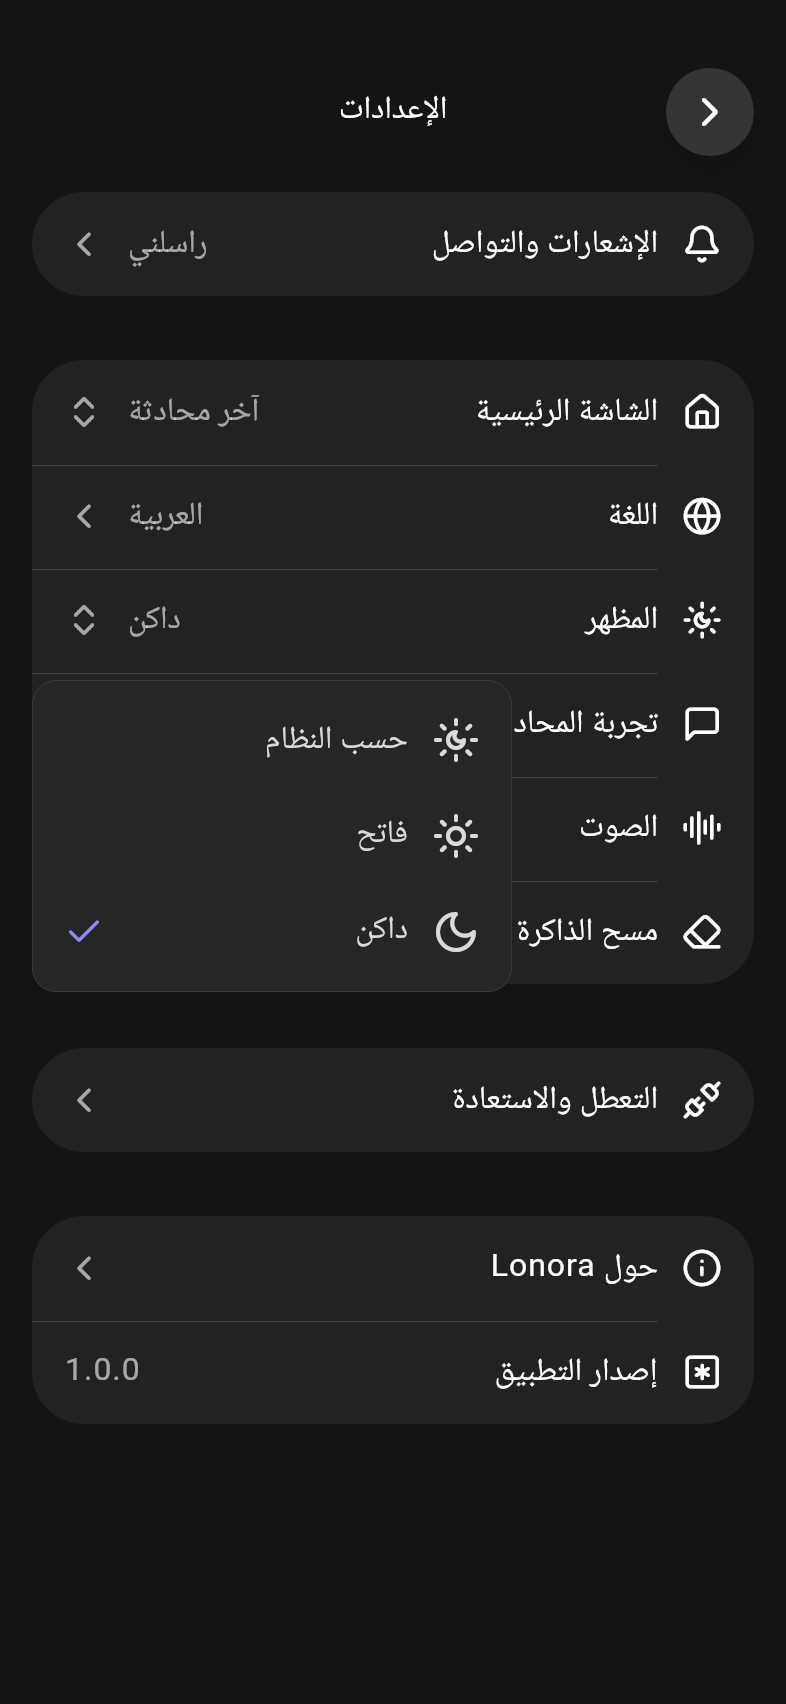 الإعدادات
الإشعارات والتواصل راسلني
الشاشة الرئيسية آخر محادثة
اللغة العربية
المظهر داكن
تجربة المحاد
حسب النظام
فاتح
داكن
الصوت
مسح الذاكرة
التعطل والاستعادة
حول Lonora
إصدار التطبيق 1.0.0